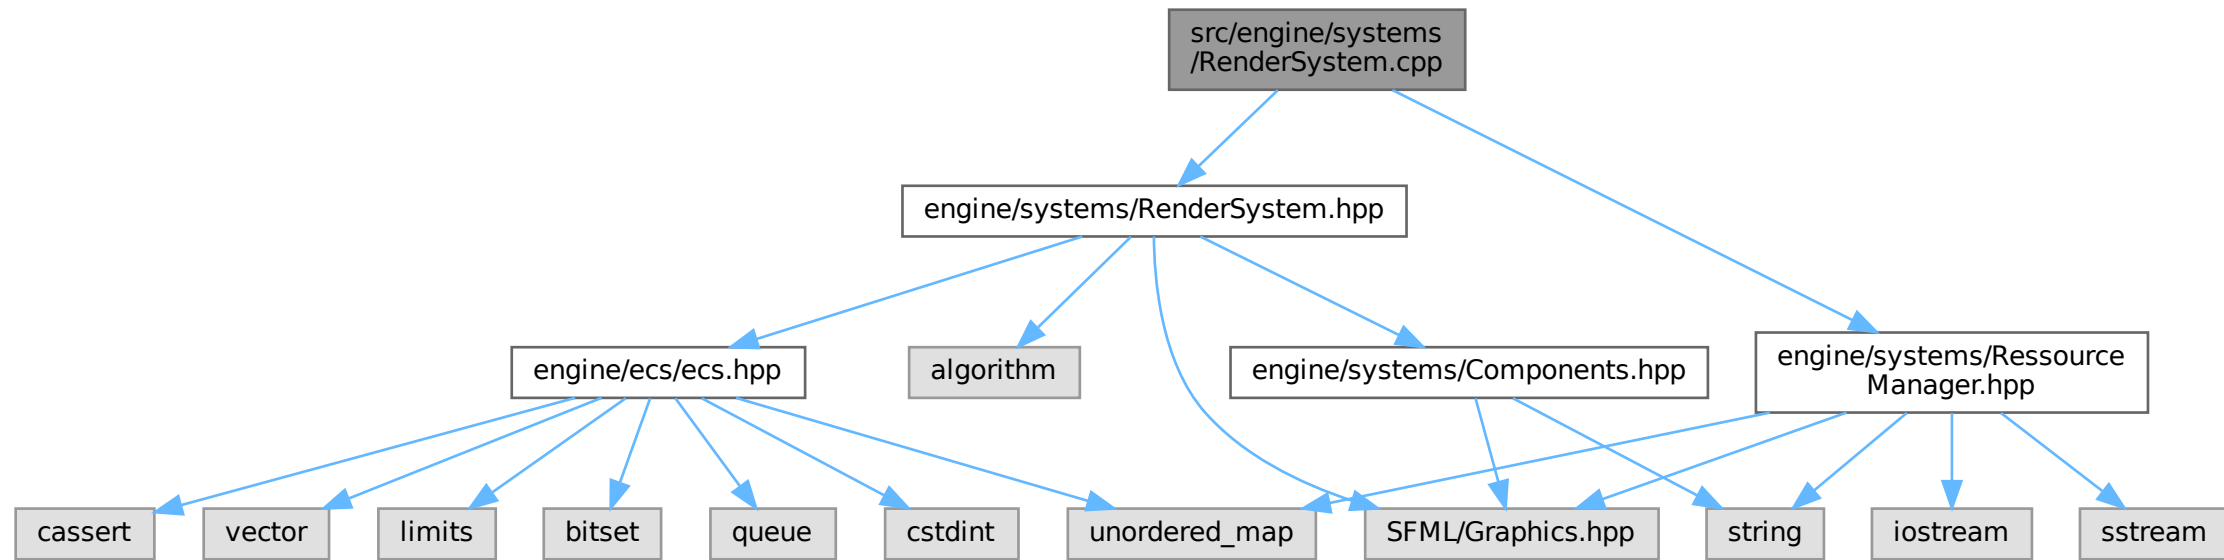 src/engine/systems
/RenderSystem.cpp
engine/systems/RenderSystem.hpp
engine/ecs/ecs.hpp
algorithm
engine/systems/Components.hpp
engine/systems/Ressource
Manager.hpp
cassert
vector
limits
bitset
queue
cstdint
unordered_map
SFML/Graphics.hpp
string
iostream
sstream